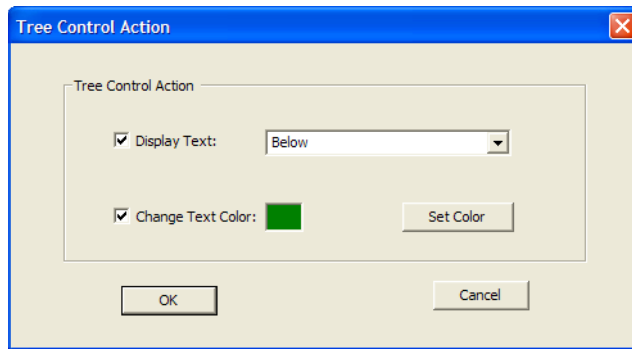 Tree Control Action
Tree Control Action
Display Text: Below
Change Text Color: Set Color
OK Cancel